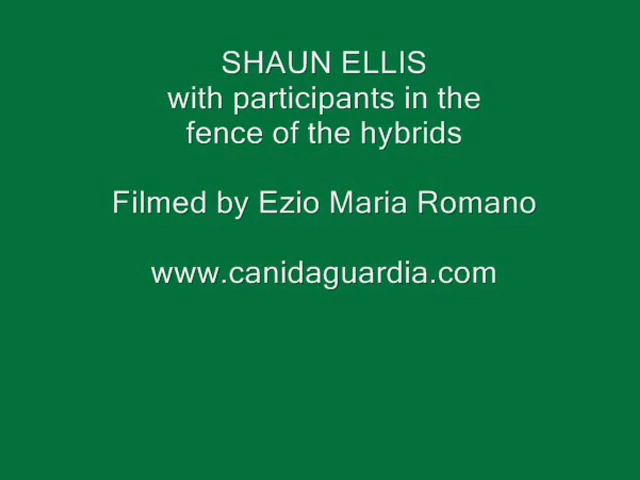 SHAUN ELLIS
with participants in the
fence of the hybrids
Filmed by Ezio Maria Romano
www.canidaguardia.com